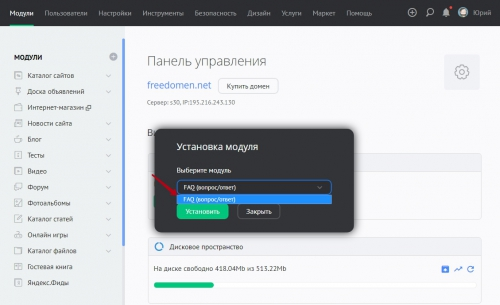 Модули Пользователи Настройки Инструменты Безопасность Дизайн Услуги Маркет Помощь Юрий
МОДУЛИ
Каталог сайтов
Доска объявлений
Интернет-магазин
Новости сайта
Блог
Тесты
Видео
Форум
Фотоальбомы
Каталог статей
Онлайн игры
Каталог файлов
Гостевая книга
Яндекс.Фиды
Панель управления
freedomen.net Купить домен
Сервер: s30, IP:195.216.243.130
Установка модуля
Выберите модуль
FAQ (вопрос/ответ)
FAQ (вопрос/ответ)
Установить Закрыть
Дисковое пространство
На диске свободно 418.04Mb из 513.22Mb